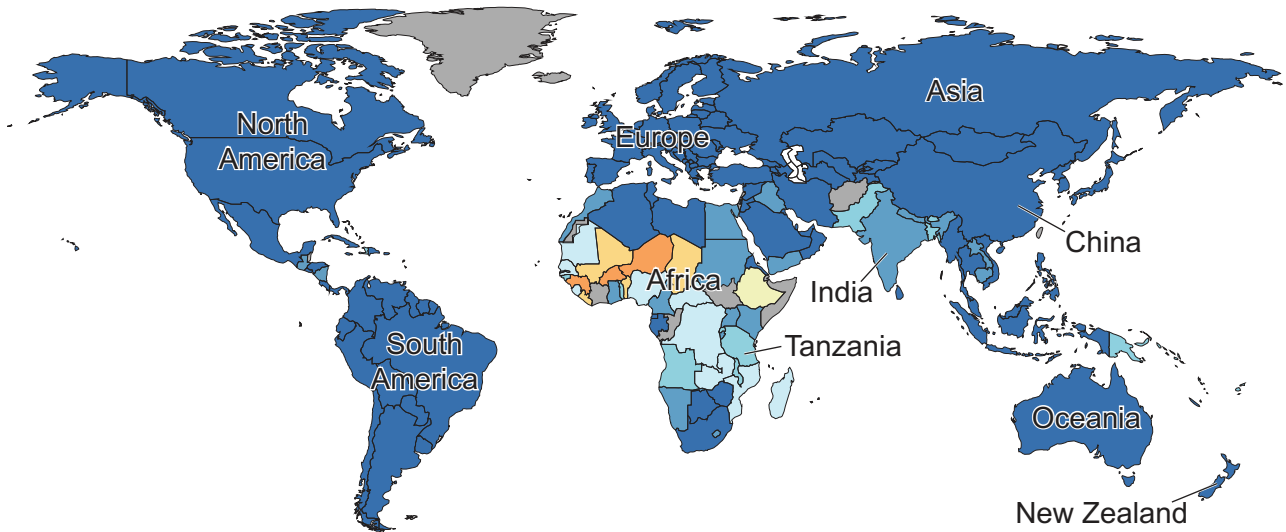 Asia
North
America
Europe
China
Africa
India
Tanzania
South
America
Oceania
New Zealand